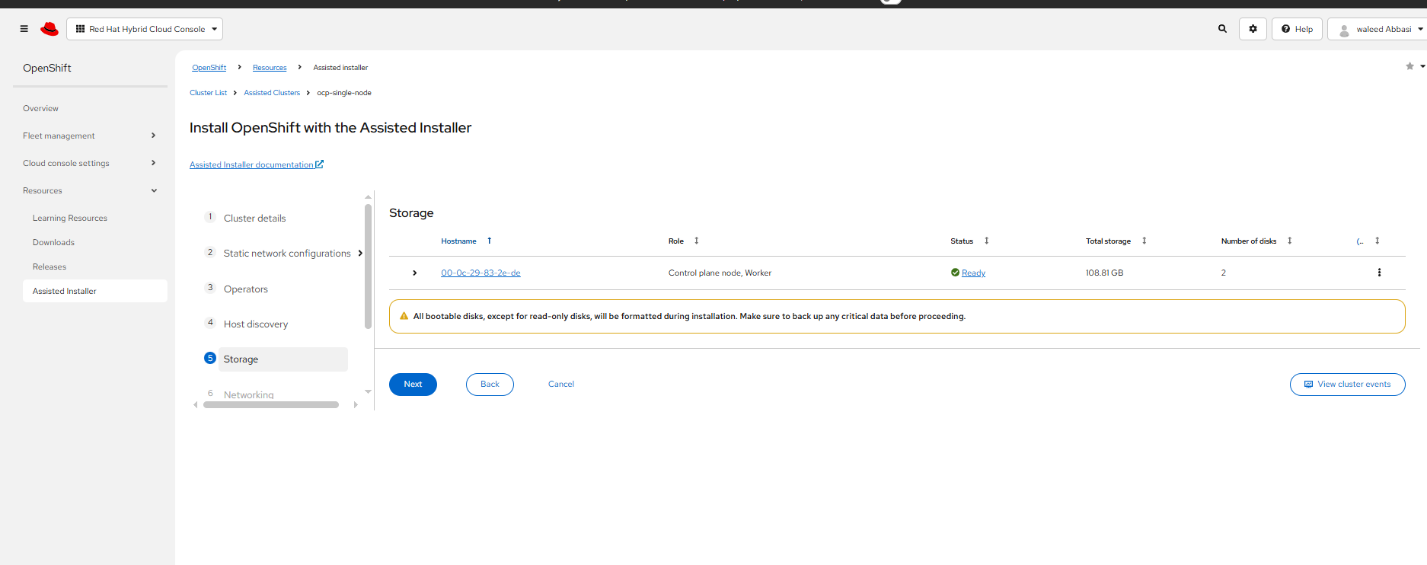 Red Hat Hybrid Cloud Console
Help
waleed Abbasi
OpenShift
Overview
Fleet management
Cloud console settings
Resources
Learning Resources
Downloads
Releases
Assisted Installer
OpenShift > Resources > Assisted installer
Cluster List > Assisted Clusters > ocp-single-node
Install OpenShift with the Assisted Installer
Assisted Installer documentation
1 Cluster details
2 Static network configurations
3 Operators
4 Host discovery
5 Storage
6 Networking
Storage
Hostname Role Status Total storage Number of disks (..
00-0c-29-83-2e-de Control plane node, Worker Ready 108.81 GB 2
All bootable disks, except for read-only disks, will be formatted during installation. Make sure to back up any critical data before proceeding.
Next Back Cancel View cluster events